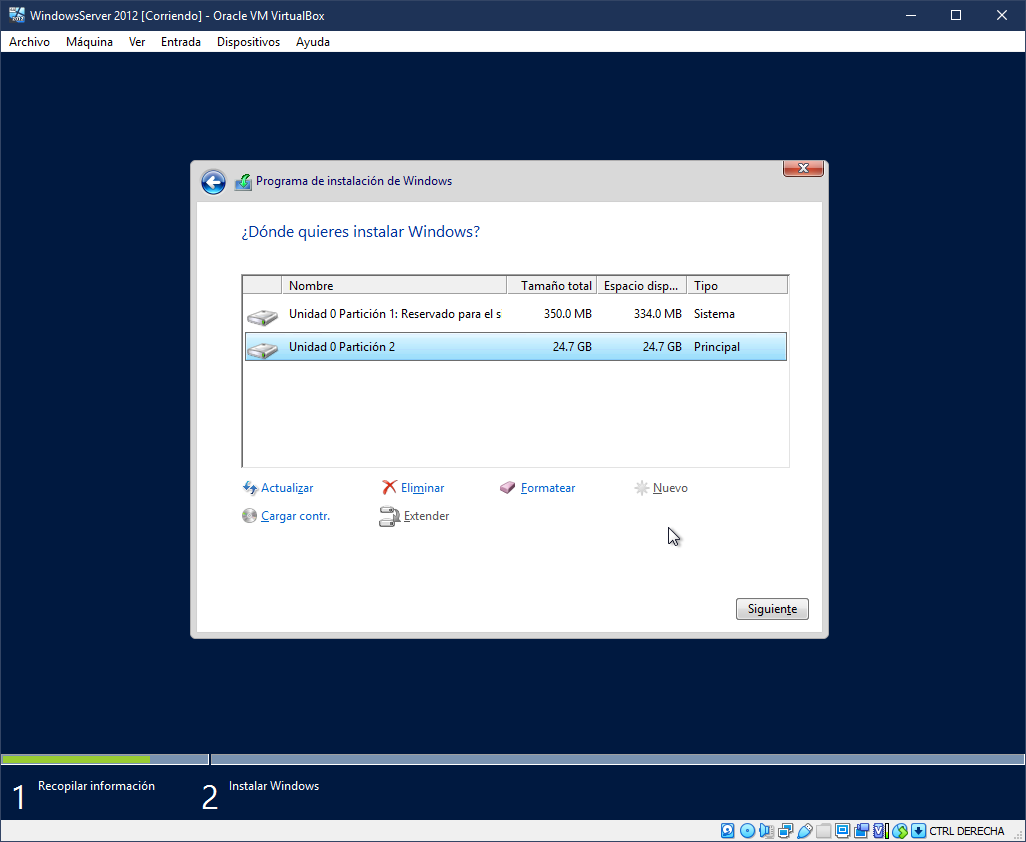 WindowsServer 2012 [Corriendo] - Oracle VM VirtualBox
Archivo Máquina Ver Entrada Dispositivos Ayuda
Programa de instalación de Windows
¿Dónde quieres instalar Windows?
Nombre Tamaño total Espacio disp... Tipo
Unidad 0 Partición 1: Reservado para el s 350.0 MB 334.0 MB Sistema
Unidad 0 Partición 2 24.7 GB 24.7 GB Principal
Actualizar Eliminar Formatear Nuevo
Cargar contr. Extender
Siguiente
1 Recopilar información 2 Instalar Windows
CTRL DERECHA